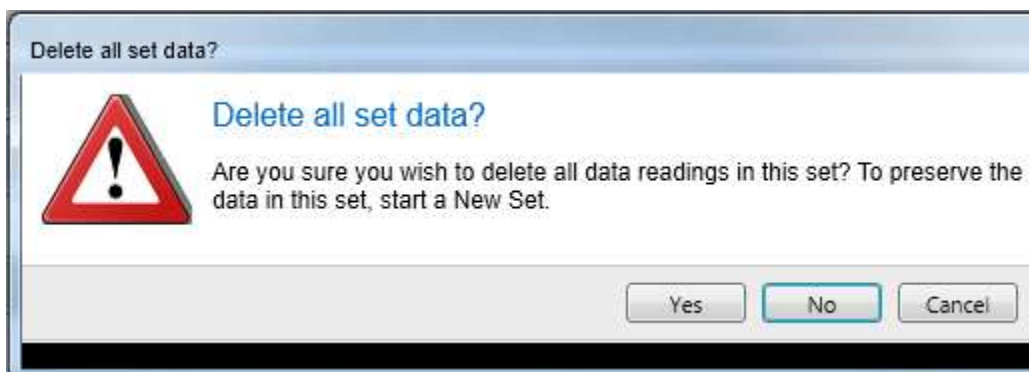 Delete all set data?
Delete all set data?
Are you sure you wish to delete all data readings in this set? To preserve the
data in this set, start a New Set.
Yes No Cancel